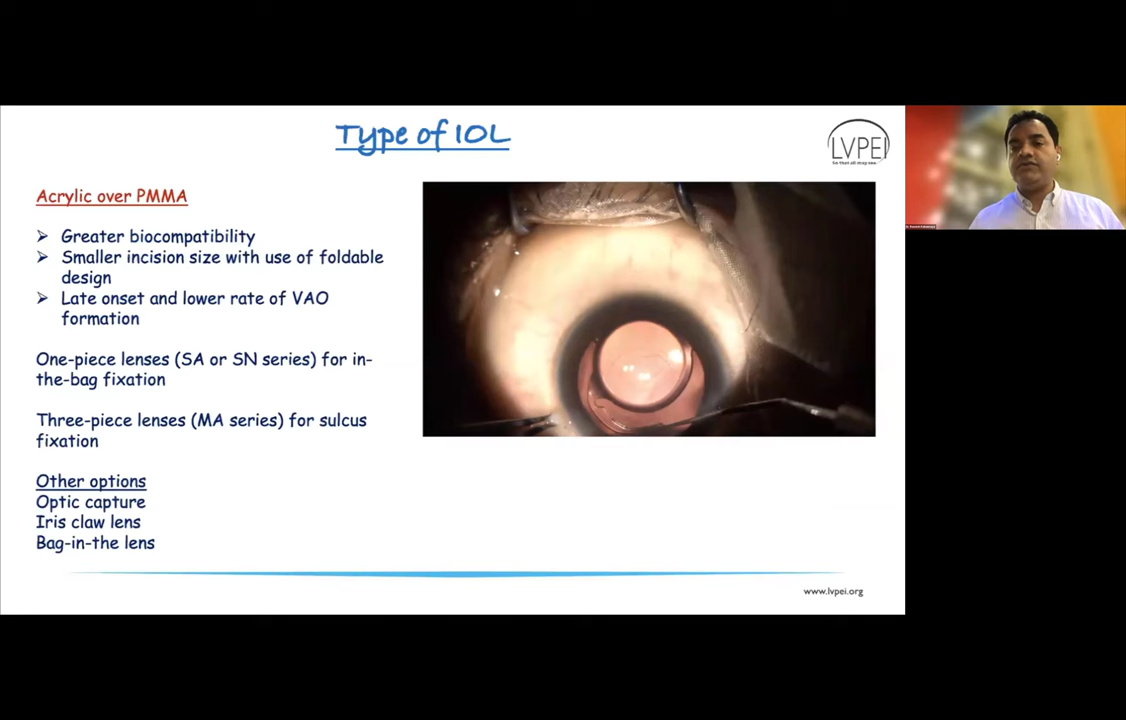 Type of IOL
LVPEI
So that all may see
Acrylic over PMMA
➤ Greater biocompatibility
➤ Smaller incision size with use of foldable
design
➤ Late onset and lower rate of VAO
formation
One-piece lenses (SA or SN series) for in-
the-bag fixation
Three-piece lenses (MA series) for sulcus
fixation
Other options
Optic capture
Iris claw lens
Bag-in-the lens
www.lvpei.org